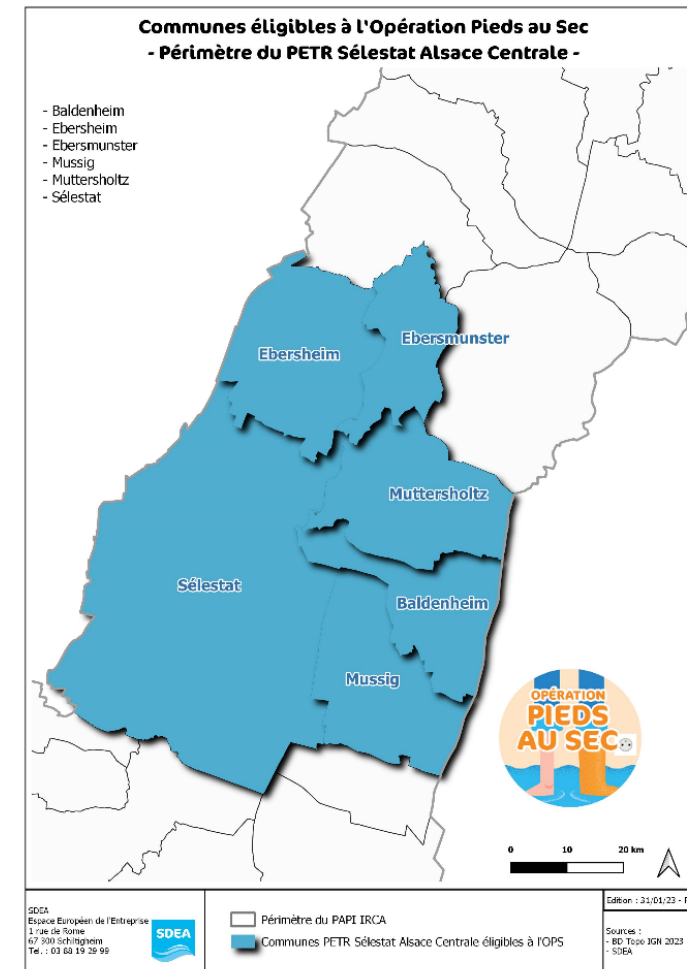 Communes éligibles à l'Opération Pieds au Sec
- Périmètre du PETR Sélestat Alsace Centrale -
- Baldenheim
- Ebersheim
- Ebersmunster
- Mussig
- Muttersholtz
- Sélestat
Ebersmunster
Ebersheim
Muttersholtz
Sélestat
Baldenheim
Mussig
OPÉRATION
PIEDS
AU SEC
0 10 20 km
SDEA
Espace Européen de l'Entreprise
1 rue de Rome
67 300 Schiltigheim
Tel. : 03 88 19 29 99
SDEA
Périmètre du PAPI IRCA
Communes PETR Sélestat Alsace Centrale éligibles à l'OPS
Edition : 31/01/23 -
Sources :
- BD Topo IGN 2023
- SDEA